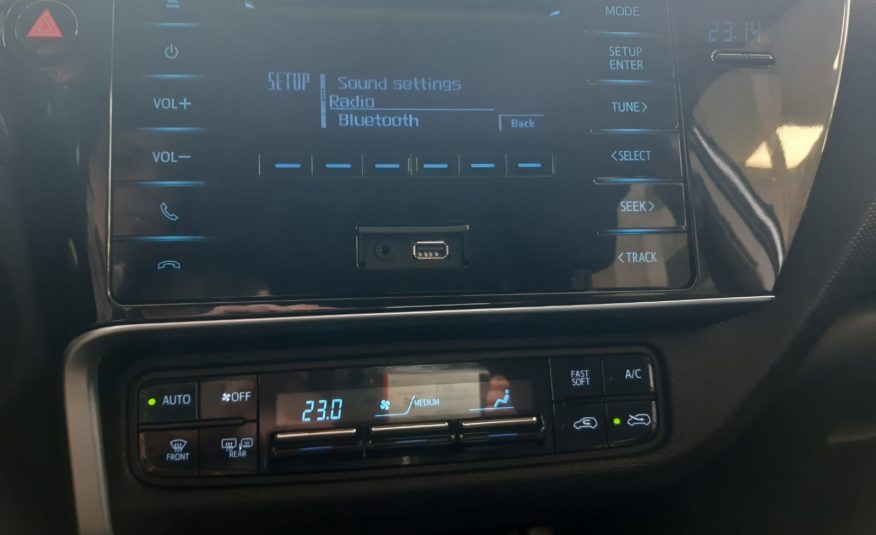 MODE
23:14
SETUP
ENTER
VOL+
SETUP
Sound settings
Radio
Bluetooth
Back
TUNE>
VOL-
<SELECT
SEEK>
<TRACK
AUTO
OFF
23.0
MEDIUM
FAST
SOFT
A/C
FRONT
REAR